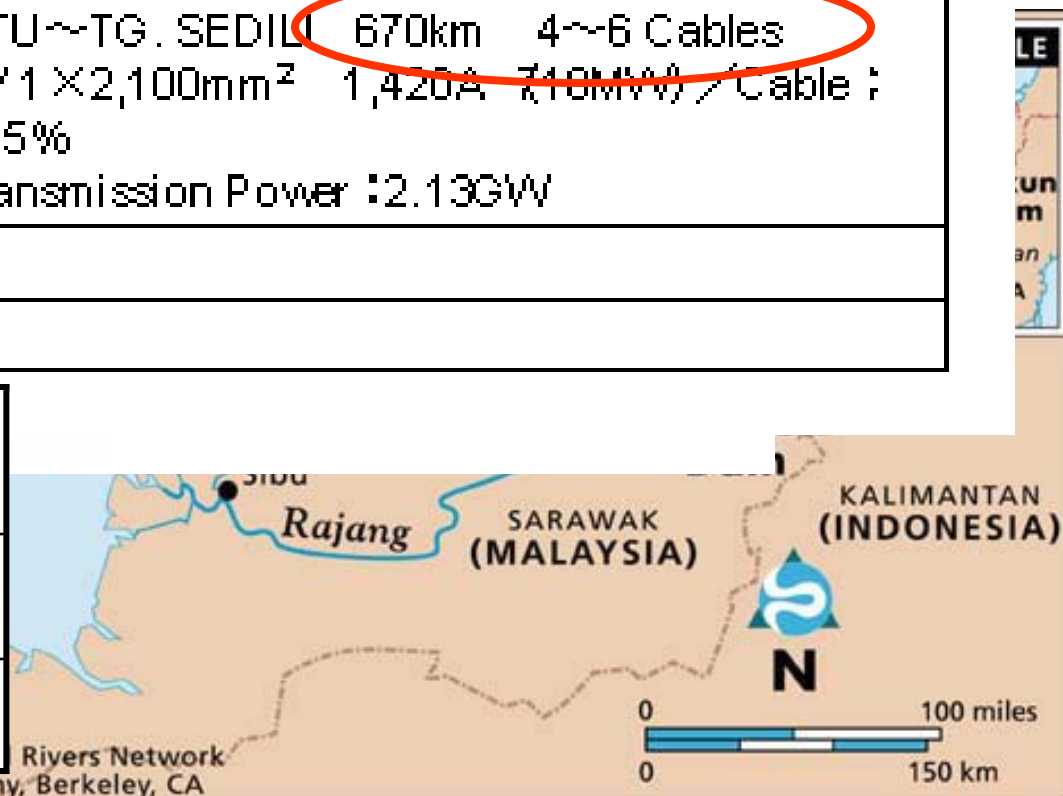 TU～TG. SEDILI 670km 4～6 Cables
1×2,100mm² 1,420A (710MW)／Cable：
5%
ansmission Power：2.13GW
LE
kun
m
an
A
Sibu
Rajang
SARAWAK
(MALAYSIA)
KALIMANTAN
(INDONESIA)
N
0 100 miles
0 150 km
Rivers Network
ny, Berkeley, CA